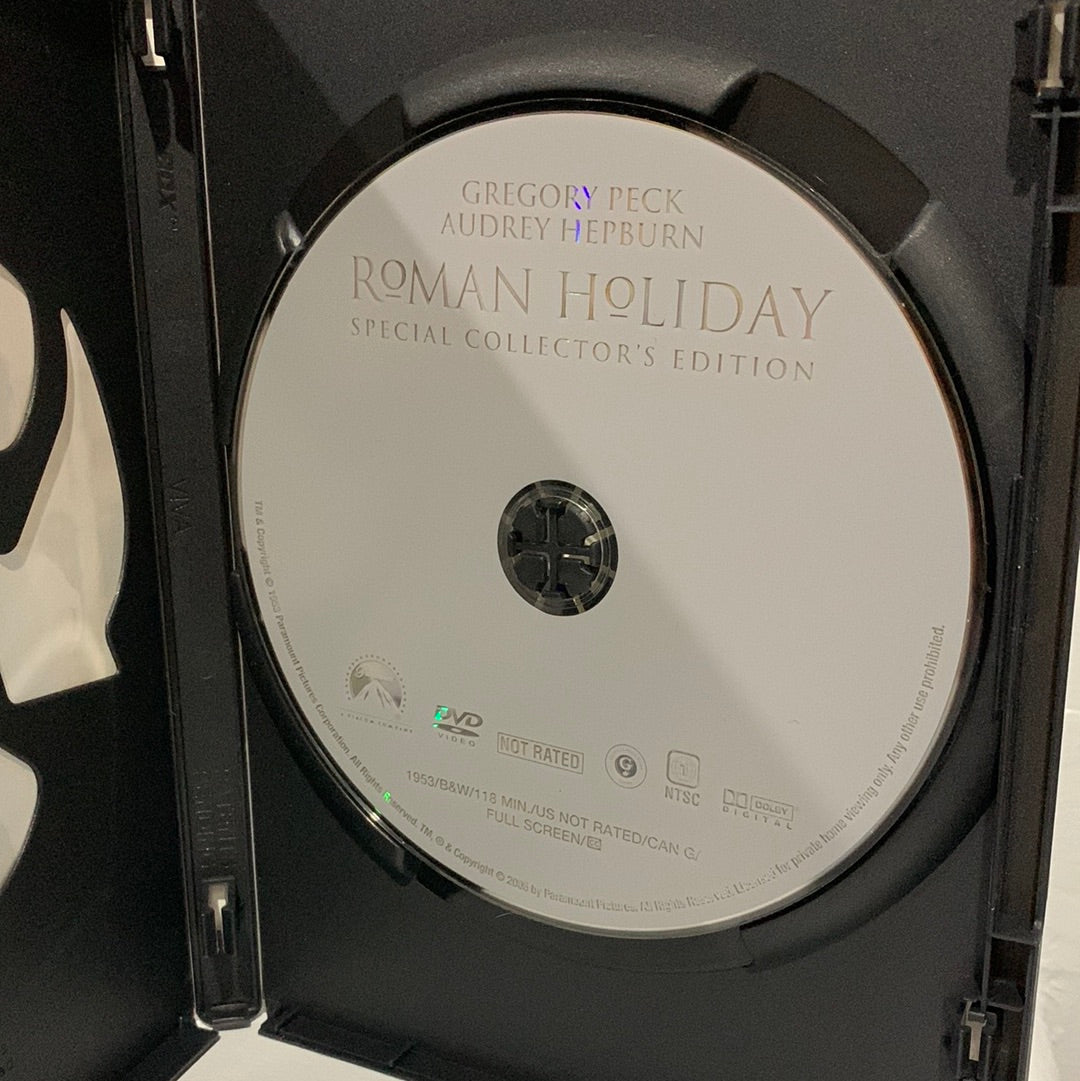 GREGORY PECK
AUDREY HEPBURN
ROMAN HOLIDAY
SPECIAL COLLECTOR'S EDITION
DVD
VIDEO
NOT RATED
G
NTSC
DOLBY
DIGITAL
1953/B&W/118 MIN./US NOT RATED/CAN G/
FULL SCREEN/CC
TM & Copyright © 1953 Paramount Pictures Corporation. All Rights Reserved. TM, ® & Copyright © by Paramount Pictures. All Rights Reserved. Licensed for private home viewing only. Any other use prohibited.
VIVA